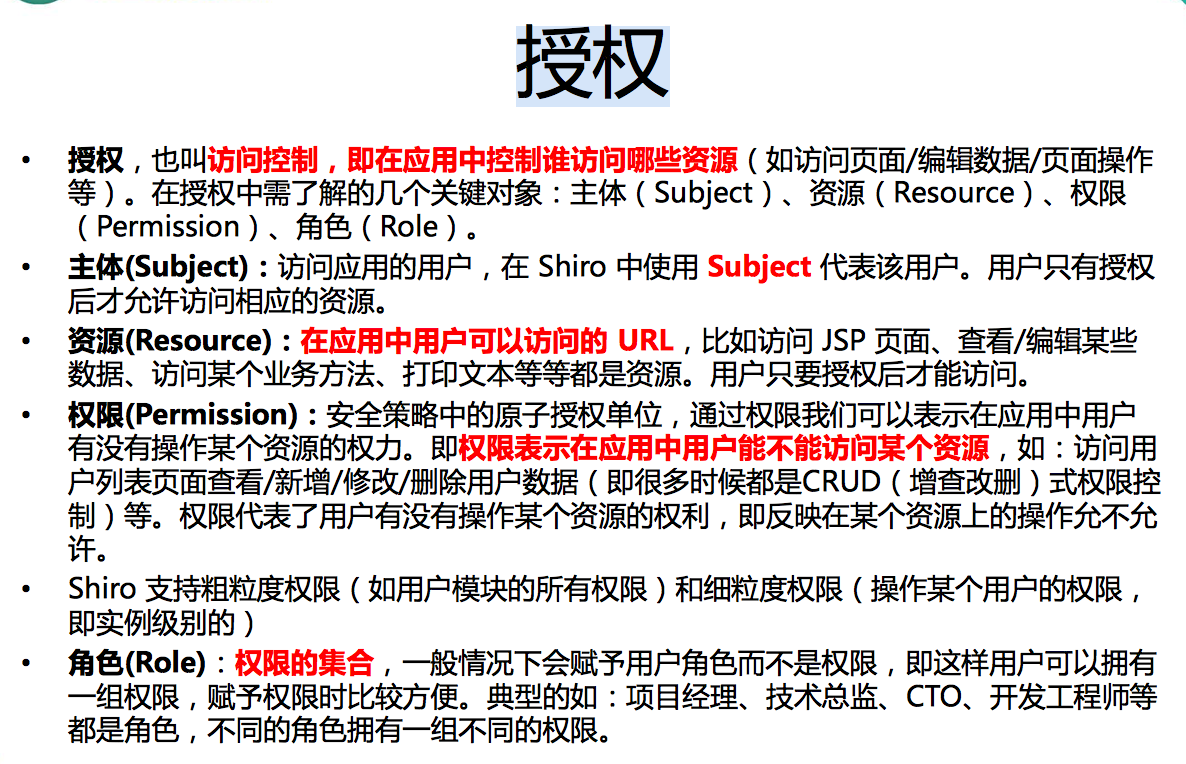 授权
• 授权，也叫访问控制，即在应用中控制谁访问哪些资源（如访问页面/编辑数据/页面操作
等）。在授权中需了解的几个关键对象：主体（Subject）、资源（Resource）、权限
（Permission）、角色（Role）。
• 主体(Subject)：访问应用的用户，在 Shiro 中使用 Subject 代表该用户。用户只有授权
后才允许访问相应的资源。
• 资源(Resource)：在应用中用户可以访问的 URL，比如访问 JSP 页面、查看/编辑某些
数据、访问某个业务方法、打印文本等等都是资源。用户只要授权后才能访问。
• 权限(Permission)：安全策略中的原子授权单位，通过权限我们可以表示在应用中用户
有没有操作某个资源的权力。即权限表示在应用中用户能不能访问某个资源，如：访问用
户列表页面查看/新增/修改/删除用户数据（即很多时候都是CRUD（增查改删）式权限控
制）等。权限代表了用户有没有操作某个资源的权利，即反映在某个资源上的操作允不允
许。
• Shiro 支持粗粒度权限（如用户模块的所有权限）和细粒度权限（操作某个用户的权限，
即实例级别的）
• 角色(Role)：权限的集合，一般情况下会赋予用户角色而不是权限，即这样用户可以拥有
一组权限，赋予权限时比较方便。典型的如：项目经理、技术总监、CTO、开发工程师等
都是角色，不同的角色拥有一组不同的权限。